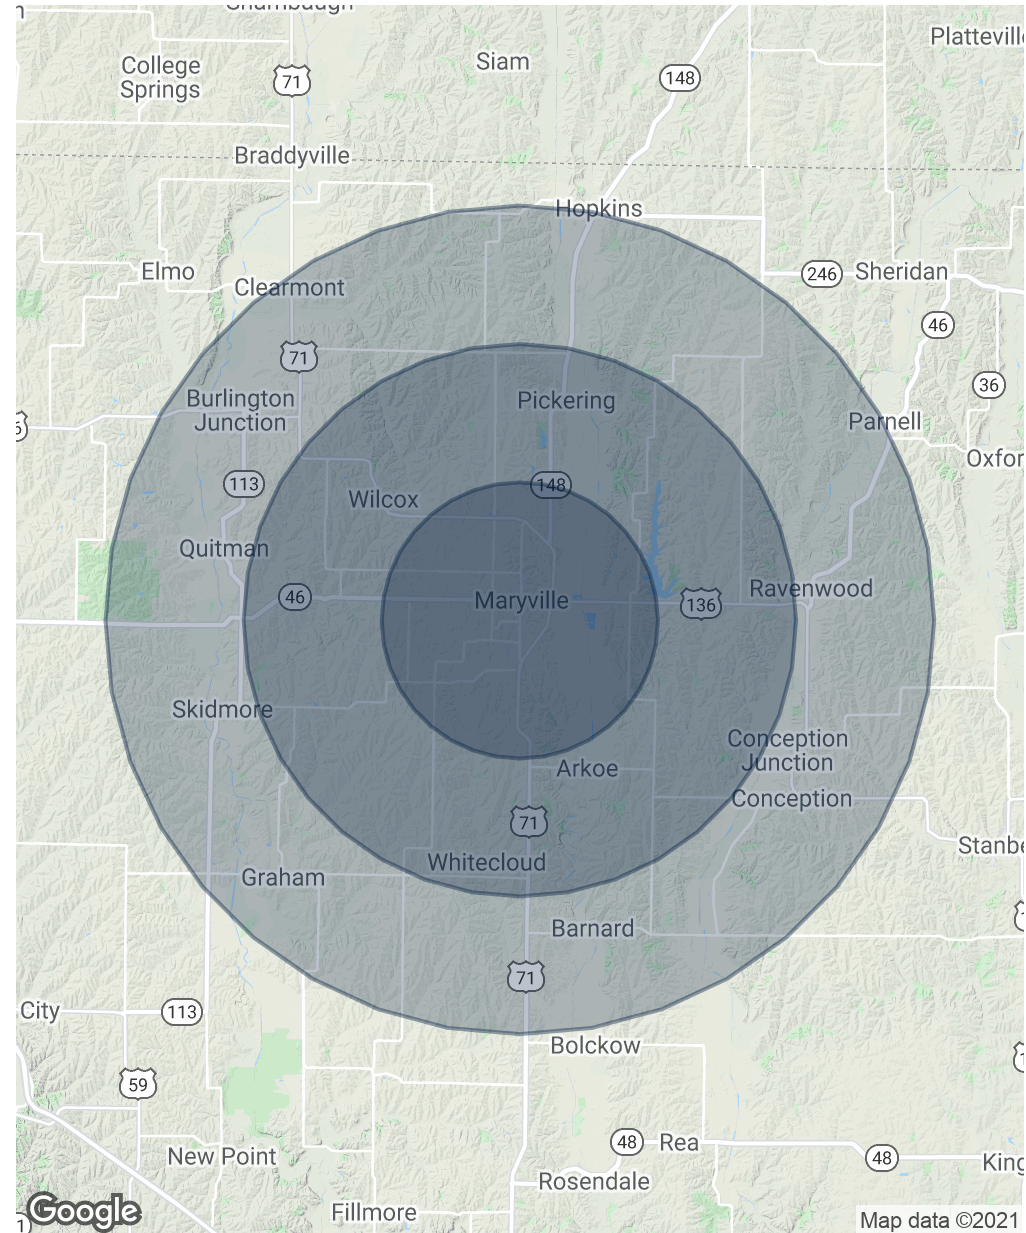 Shambaugh
Platteville
Siam
College
Springs
71
148
Braddyville
Hopkins
Elmo
246
Sheridan
Clearmont
46
71
36
Burlington
Junction
Pickering
Parnell
Oxfor
113
148
Wilcox
Quitman
46
Maryville
136
Ravenwood
Skidmore
Conception
Junction
Arkoe
Conception
71
Stanbe
Whitecloud
Graham
Barnard
71
City
113
Bolckow
59
48
Rea
48
New Point
King
Rosendale
Fillmore
Google
Map data ©2021